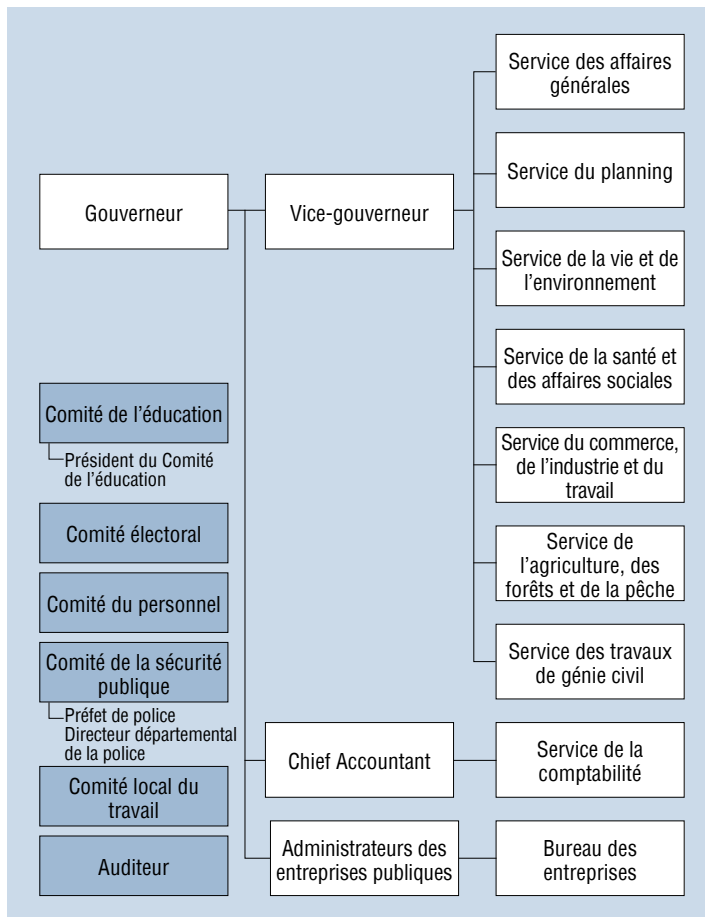 Gouverneur
Comité de l'éducation
Président du Comité
de l'éducation
Comité électoral
Comité du personnel
Comité de la sécurité
publique
Préfet de police
Directeur départemental
de la police
Comité local du
travail
Auditeur
Vice-gouverneur
Chief Accountant
Administrateurs des
entreprises publiques
Service des affaires
générales
Service du planning
Service de la vie et de
l'environnement
Service de la santé et
des affaires sociales
Service du commerce,
de l'industrie et du
travail
Service de
l'agriculture, des
forêts et de la pêche
Service des travaux
de génie civil
Service de la
comptabilité
Bureau des
entreprises